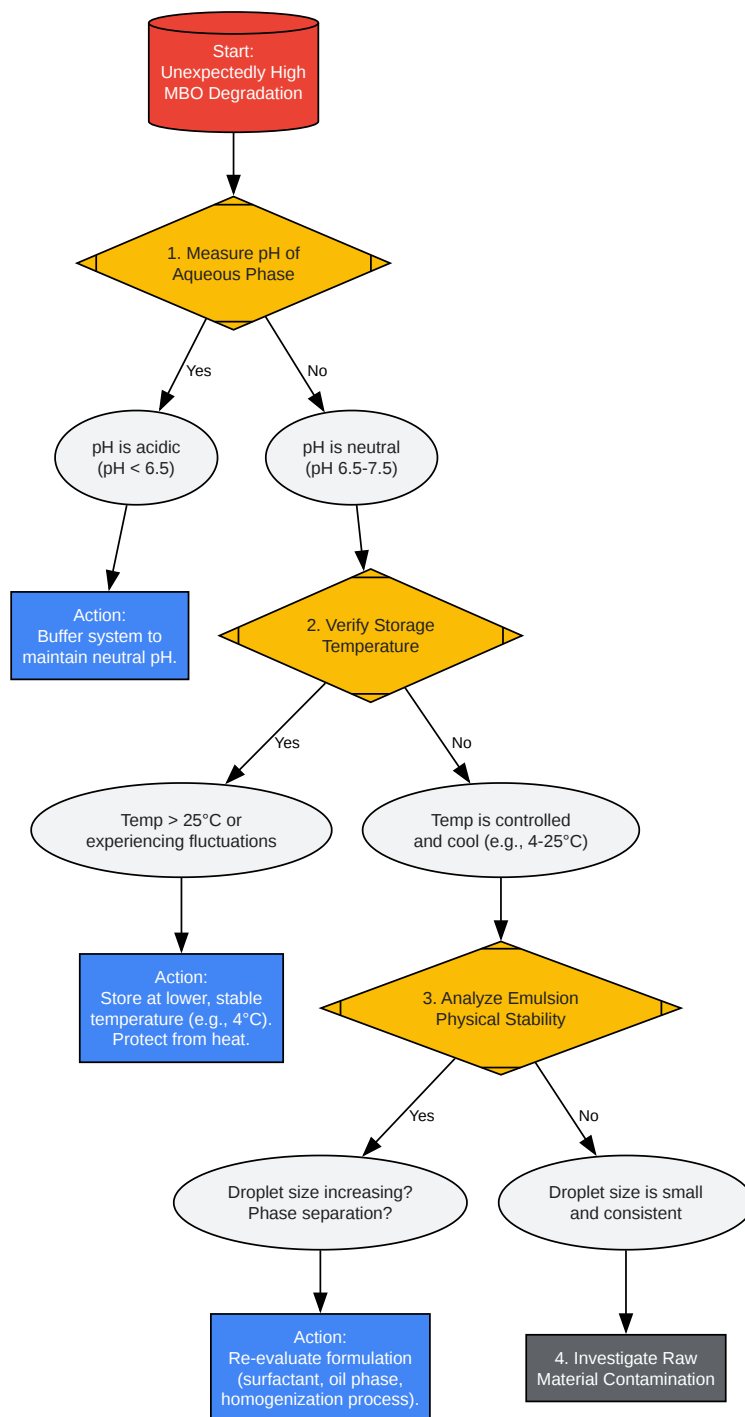 Start:
Unexpectedly High
MBO Degradation
1. Measure pH of
Aqueous Phase
Yes
No
pH is acidic
(pH < 6.5)
pH is neutral
(pH 6.5-7.5)
Action:
Buffer system to
maintain neutral pH.
2. Verify Storage
Temperature
Yes
No
Temp > 25°C or
experiencing fluctuations
Temp is controlled
and cool (e.g., 4-25°C)
Action:
Store at lower, stable
temperature (e.g., 4°C).
Protect from heat.
3. Analyze Emulsion
Physical Stability
Yes
No
Droplet size increasing?
Phase separation?
Droplet size is small
and consistent
Action:
Re-evaluate formulation
(surfactant, oil phase,
homogenization process).
4. Investigate Raw
Material Contamination